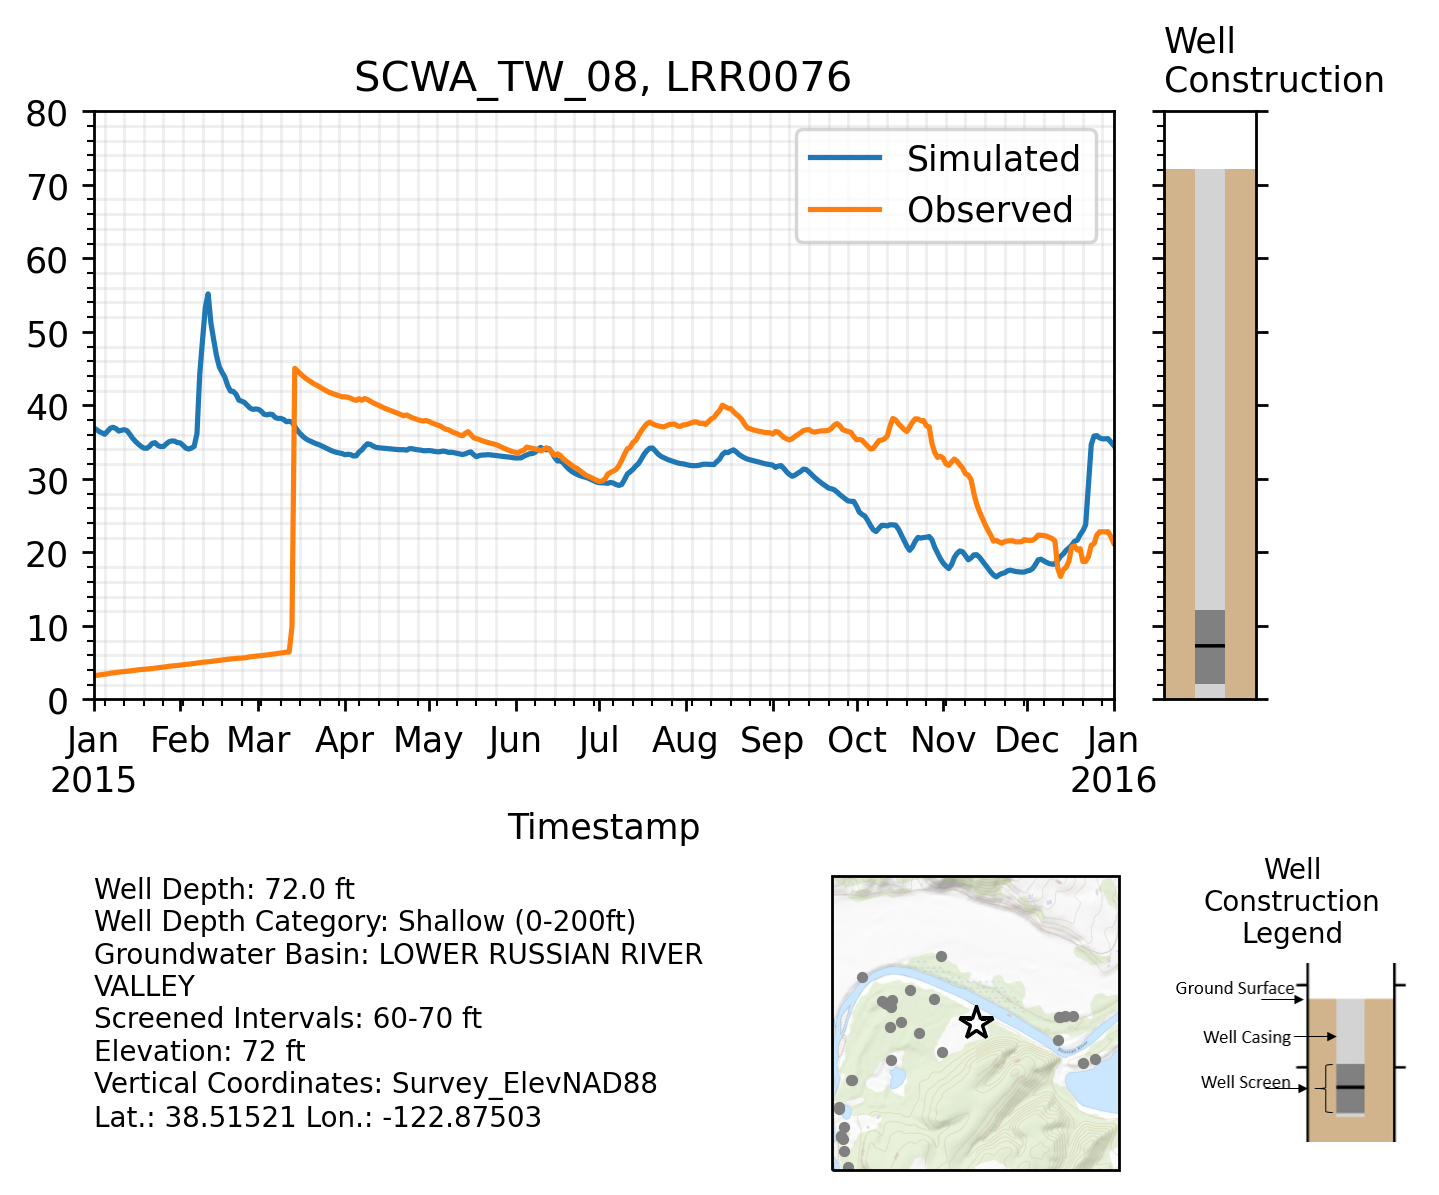 Well
Construction
SCWA_TW_08, LRR0076
80
70
60
50
40
30
20
10
0
Simulated
Observed
Jan Feb Mar Apr May Jun Jul Aug Sep Oct Nov Dec Jan
2015 2016
Timestamp
Well Depth: 72.0 ft
Well Depth Category: Shallow (0-200ft)
Groundwater Basin: LOWER RUSSIAN RIVER
VALLEY
Screened Intervals: 60-70 ft
Elevation: 72 ft
Vertical Coordinates: Survey_ElevNAD88
Lat.: 38.51521 Lon.: -122.87503
Well
Construction
Legend
Ground Surface
Well Casing
Well Screen